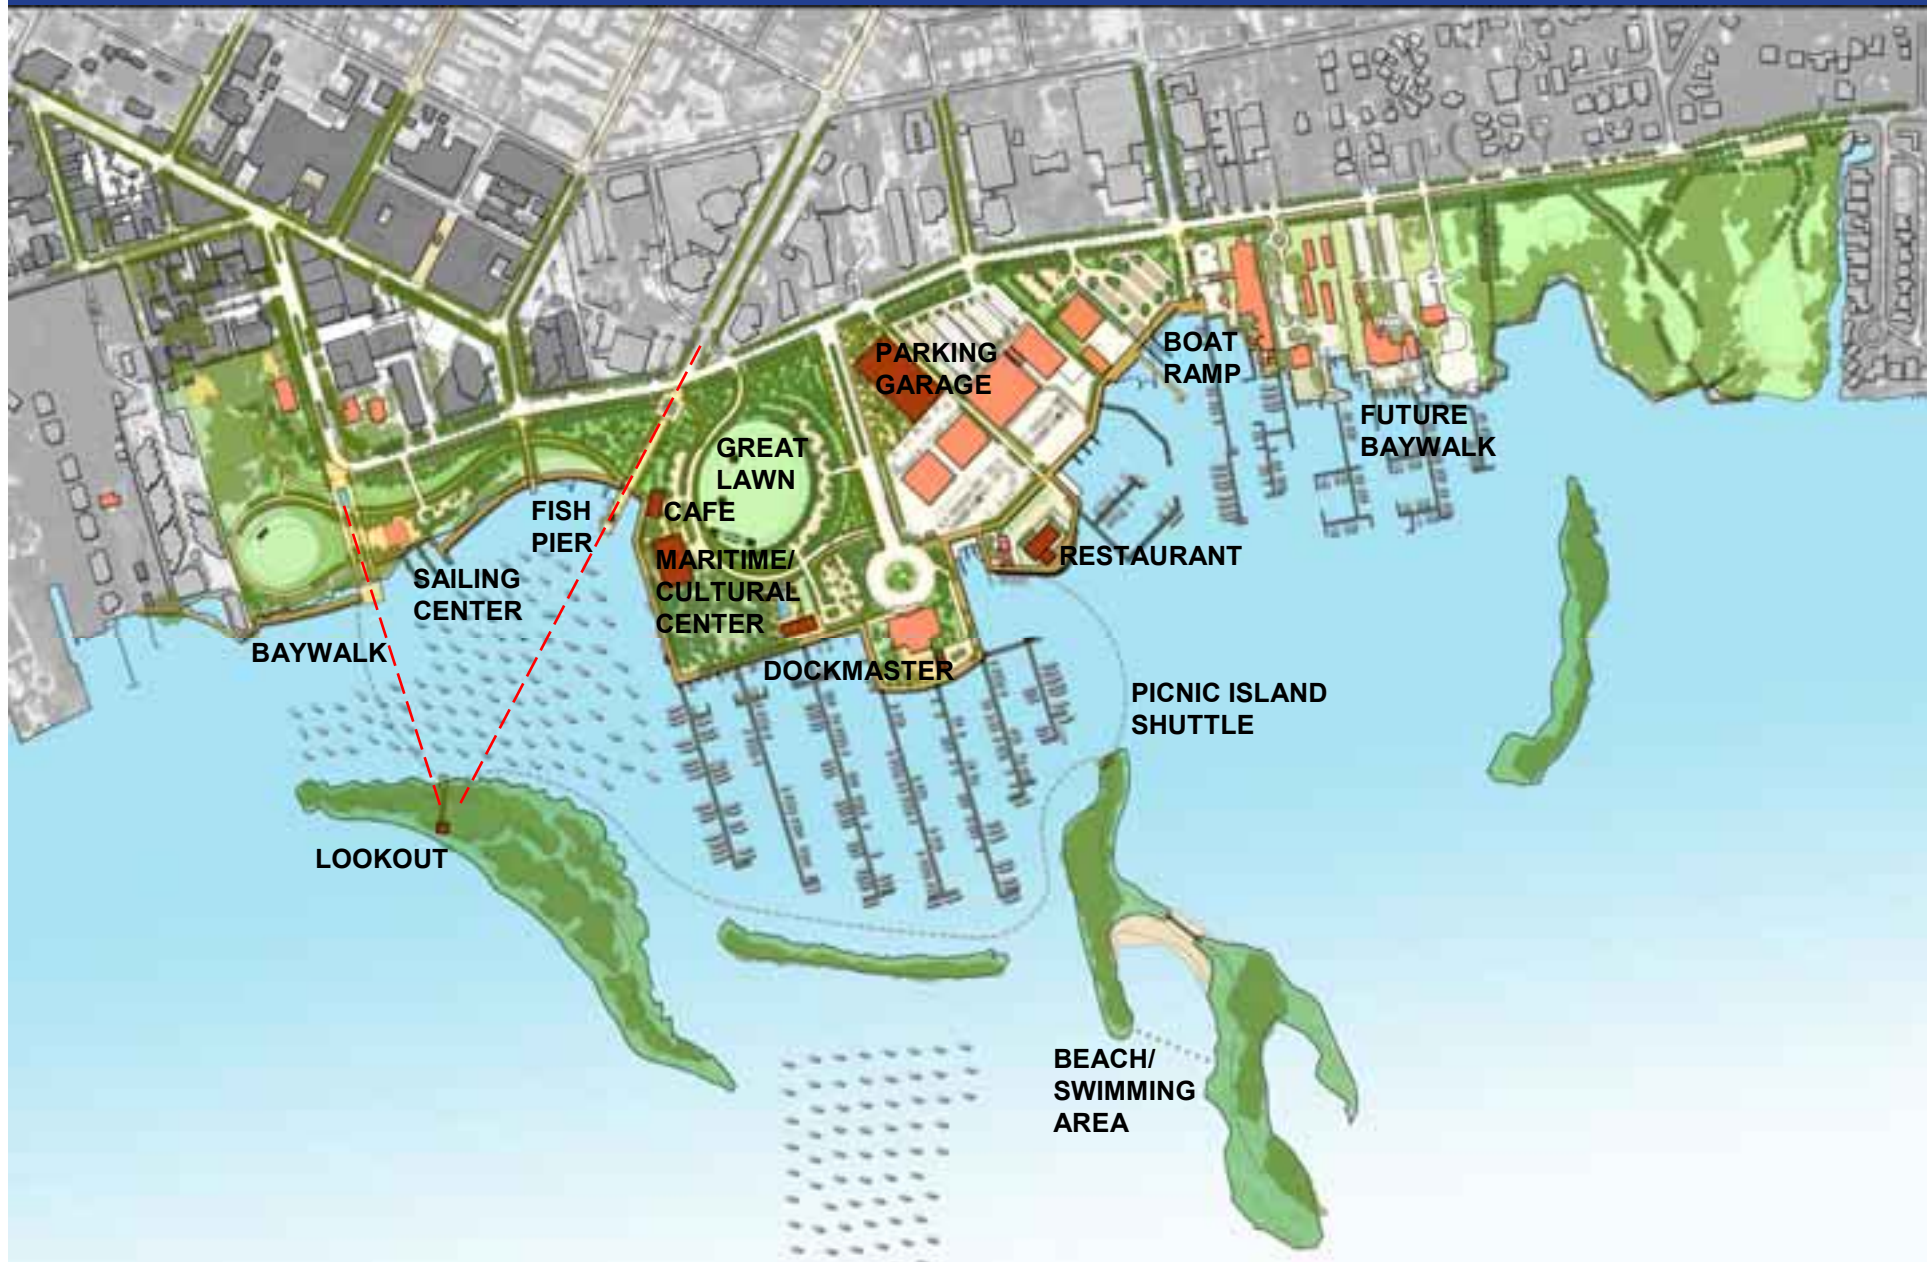 PARKING
GARAGE
BOAT
RAMP
FUTURE
BAYWALK
GREAT
LAWN
FISH
PIER
CAFE
MARITIME/
CULTURAL
CENTER
RESTAURANT
SAILING
CENTER
BAYWALK
DOCKMASTER
PICNIC ISLAND
SHUTTLE
LOOKOUT
BEACH/
SWIMMING
AREA